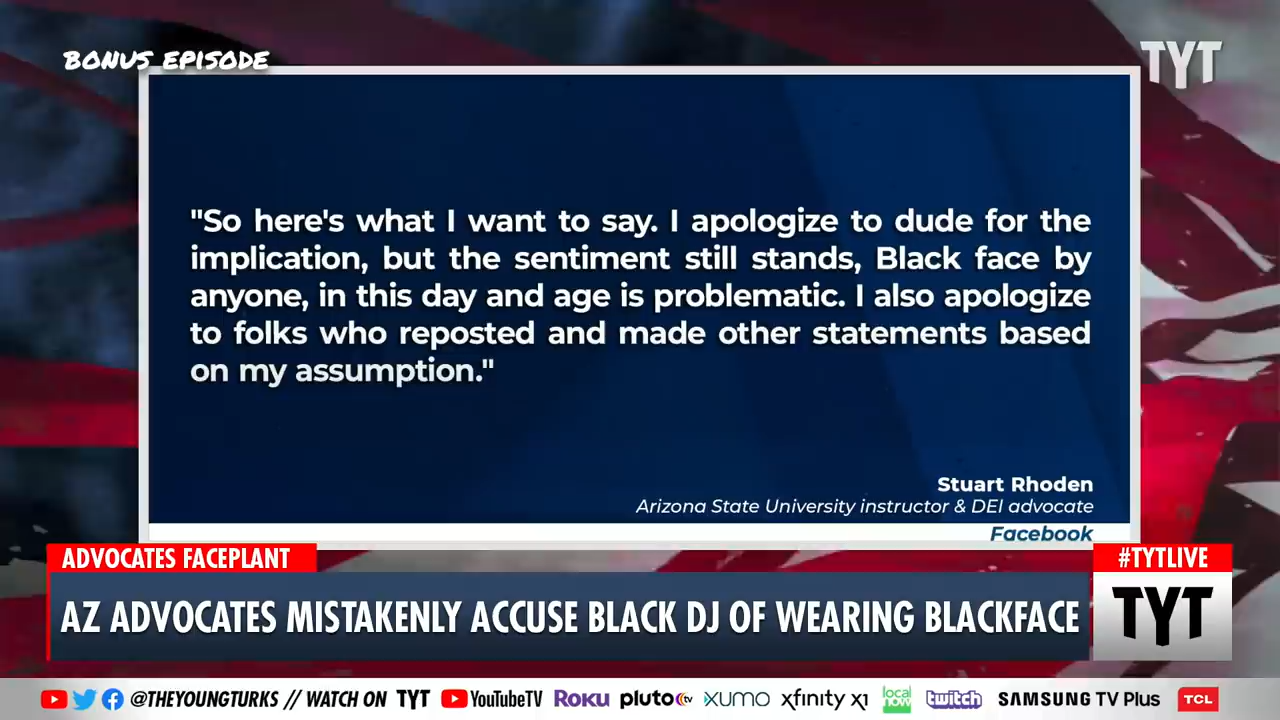 BONUS EPISODE
TYT
"So here's what I want to say. I apologize to dude for the
implication, but the sentiment still stands, Black face by
anyone, in this day and age is problematic. I also apologize
to folks who reposted and made other statements based
on my assumption."
Stuart Rhoden
Arizona State University instructor & DEI advocate
Facebook
ADVOCATES FACEPLANT
#TYTLIVE
AZ ADVOCATES MISTAKENLY ACCUSE BLACK DJ OF WEARING BLACKFACE
TYT
@THEYOUNGTURKS // WATCH ON TYT YouTubeTV ROKU pluto tv XUMO xfinity x1 local now twitch SAMSUNG TV Plus TCL